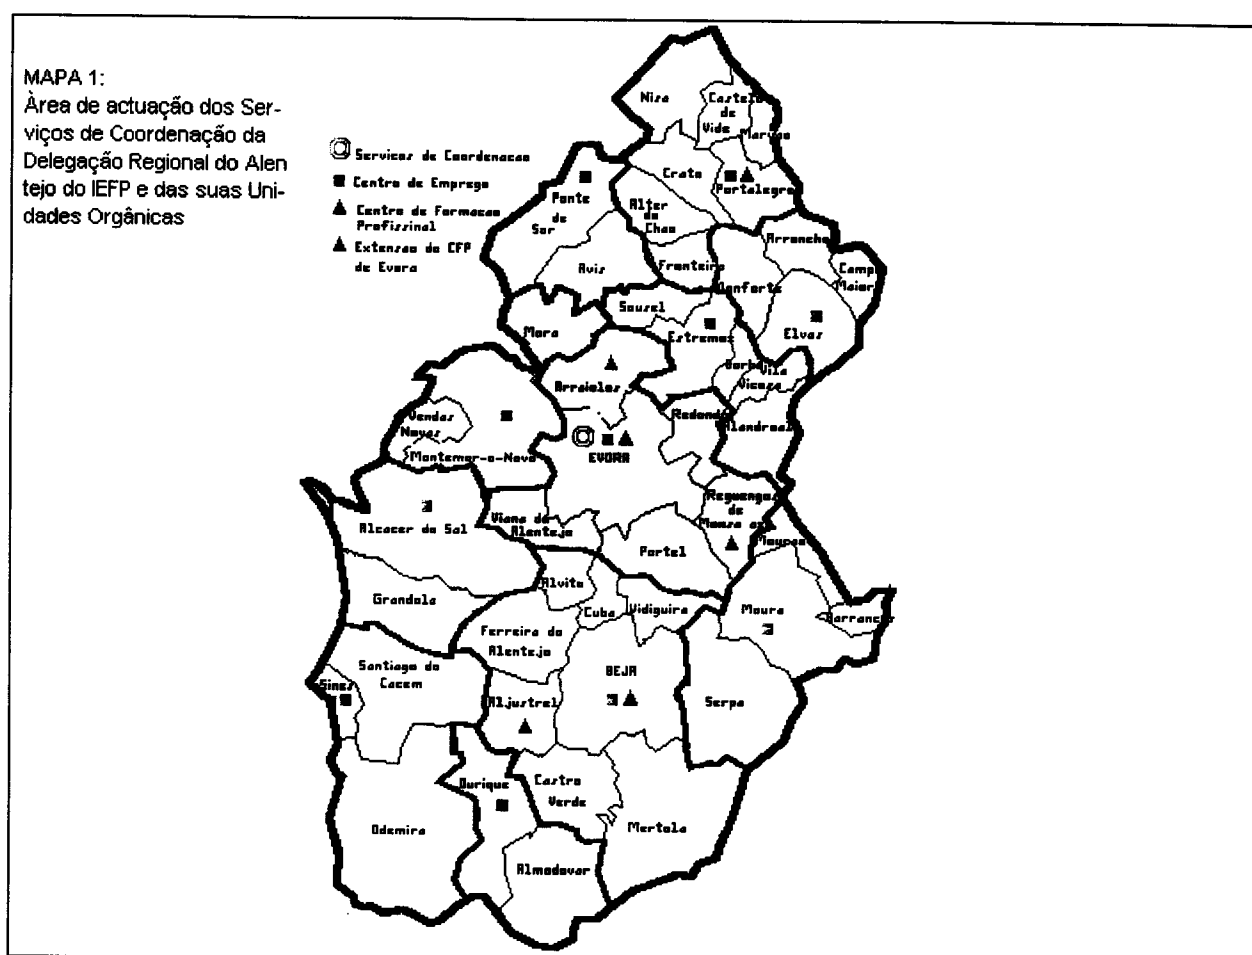 MAPA 1:
Àrea de actuação dos Ser-
viços de Coordenação da
Delegação Regional do Alen
tejo do IEFP e das suas Uni-
dades Orgânicas
Servicos de Coordenacao
Centro de Emprego
Centro de Formacao
Profissinal
Extensao do CFP
de Evora
Nisa
Castelo
de
Vide
Marvao
Crato
Portalegre
Ponte
de
Sor
Alter
do
Chao
Arronche
Avis
Fronteira
Campo
Maior
Monforte
Sousel
Mora
Estremoz
Elvas
Borba
Vila
Vicosa
Arraiolos
Redondo
Alandroal
Vendas
Novas
Montemor-o-Novo
EVORA
Reguengos
de
Monsaraz
Viana do
Alentejo
Alcacer do Sal
Mourao
Portel
Alvito
Grandola
Cuba
Vidiguira
Moura
Barrancos
Ferreira do
Alentejo
Santiago do
Cacem
BEJA
Sines
Aljustrel
Serpa
Ourique
Castro
Verde
Odemira
Mertola
Almodovar